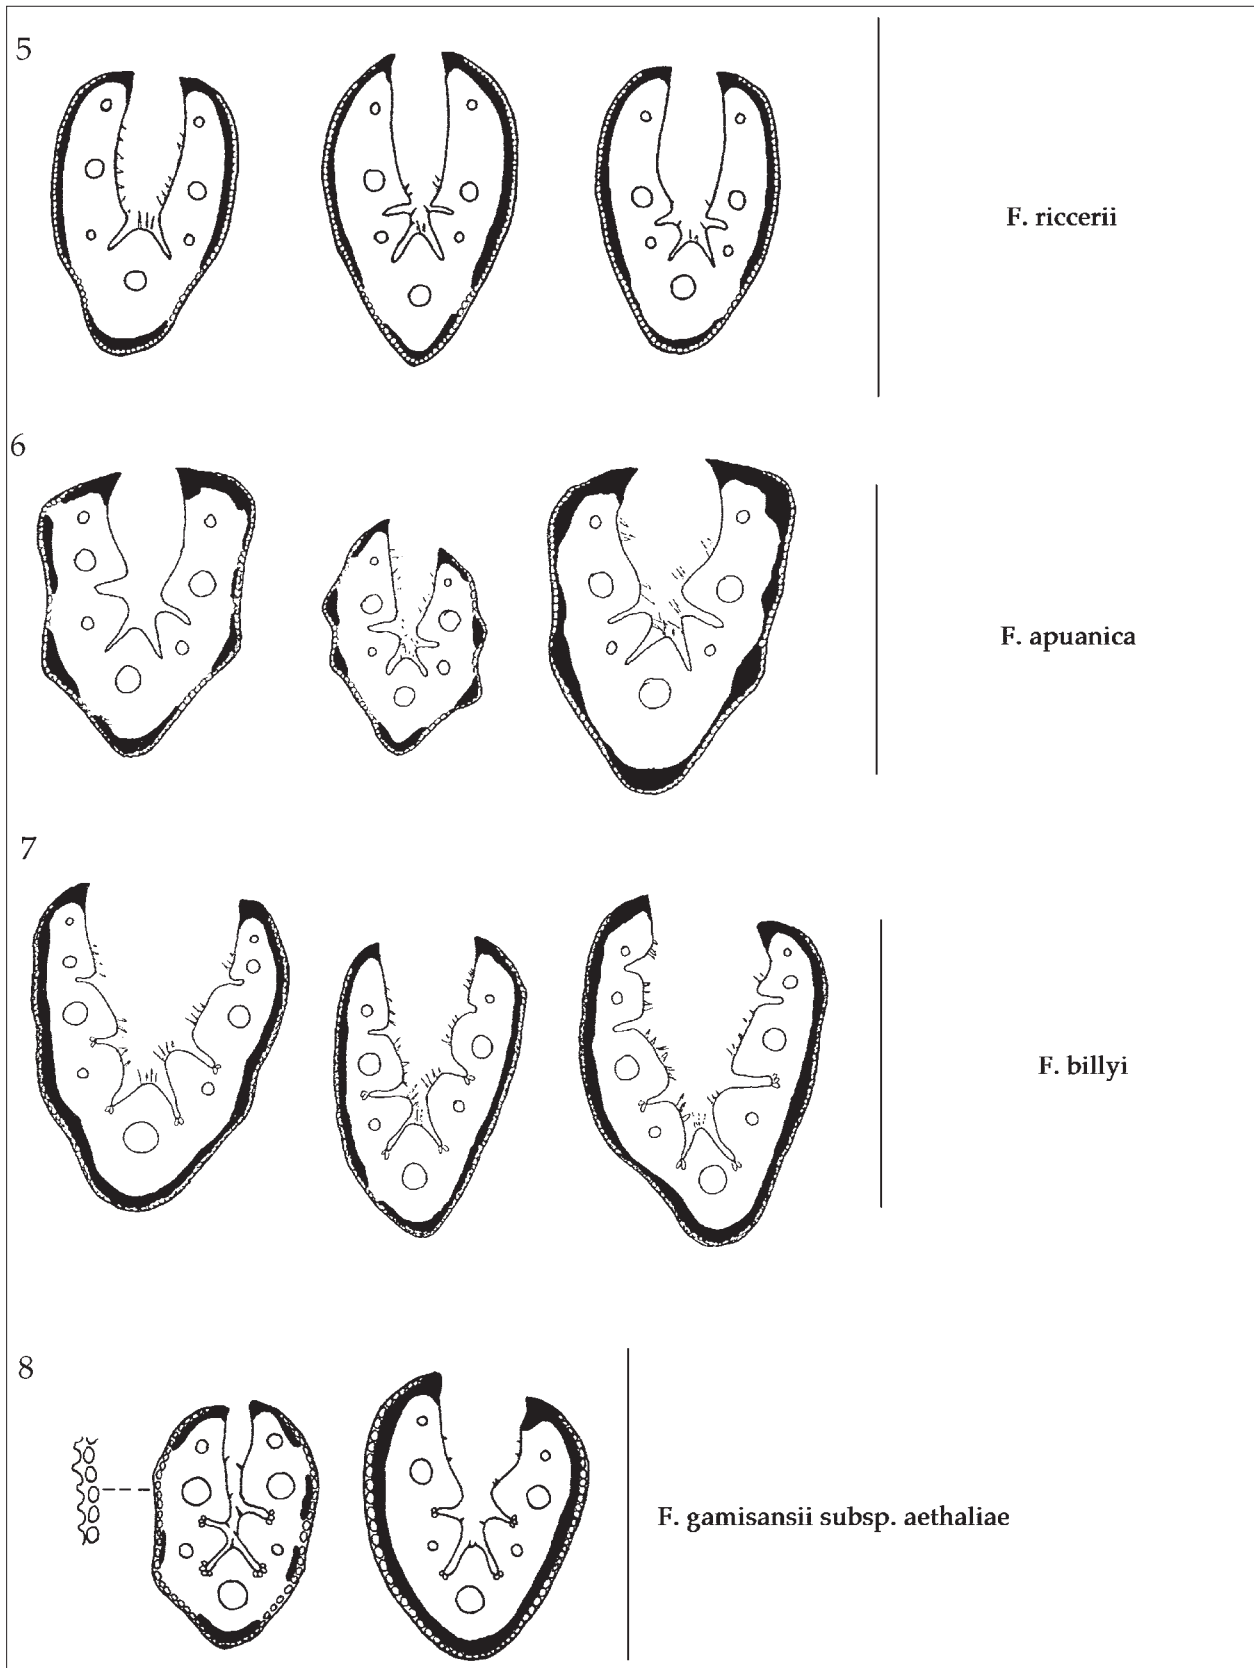 5
F. riccerii
6
F. apuanica
7
F. billyi
8
F. gamisansii subsp. aethaliae